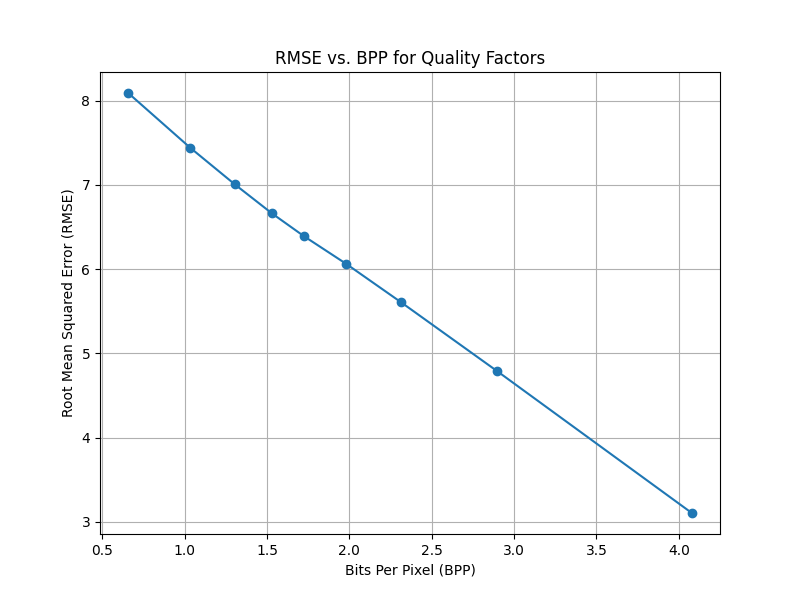 RMSE vs. BPP for Quality Factors
8
7
6
5
4
3
Root Mean Squared Error (RMSE)
0.5 1.0 1.5 2.0 2.5 3.0 3.5 4.0
Bits Per Pixel (BPP)